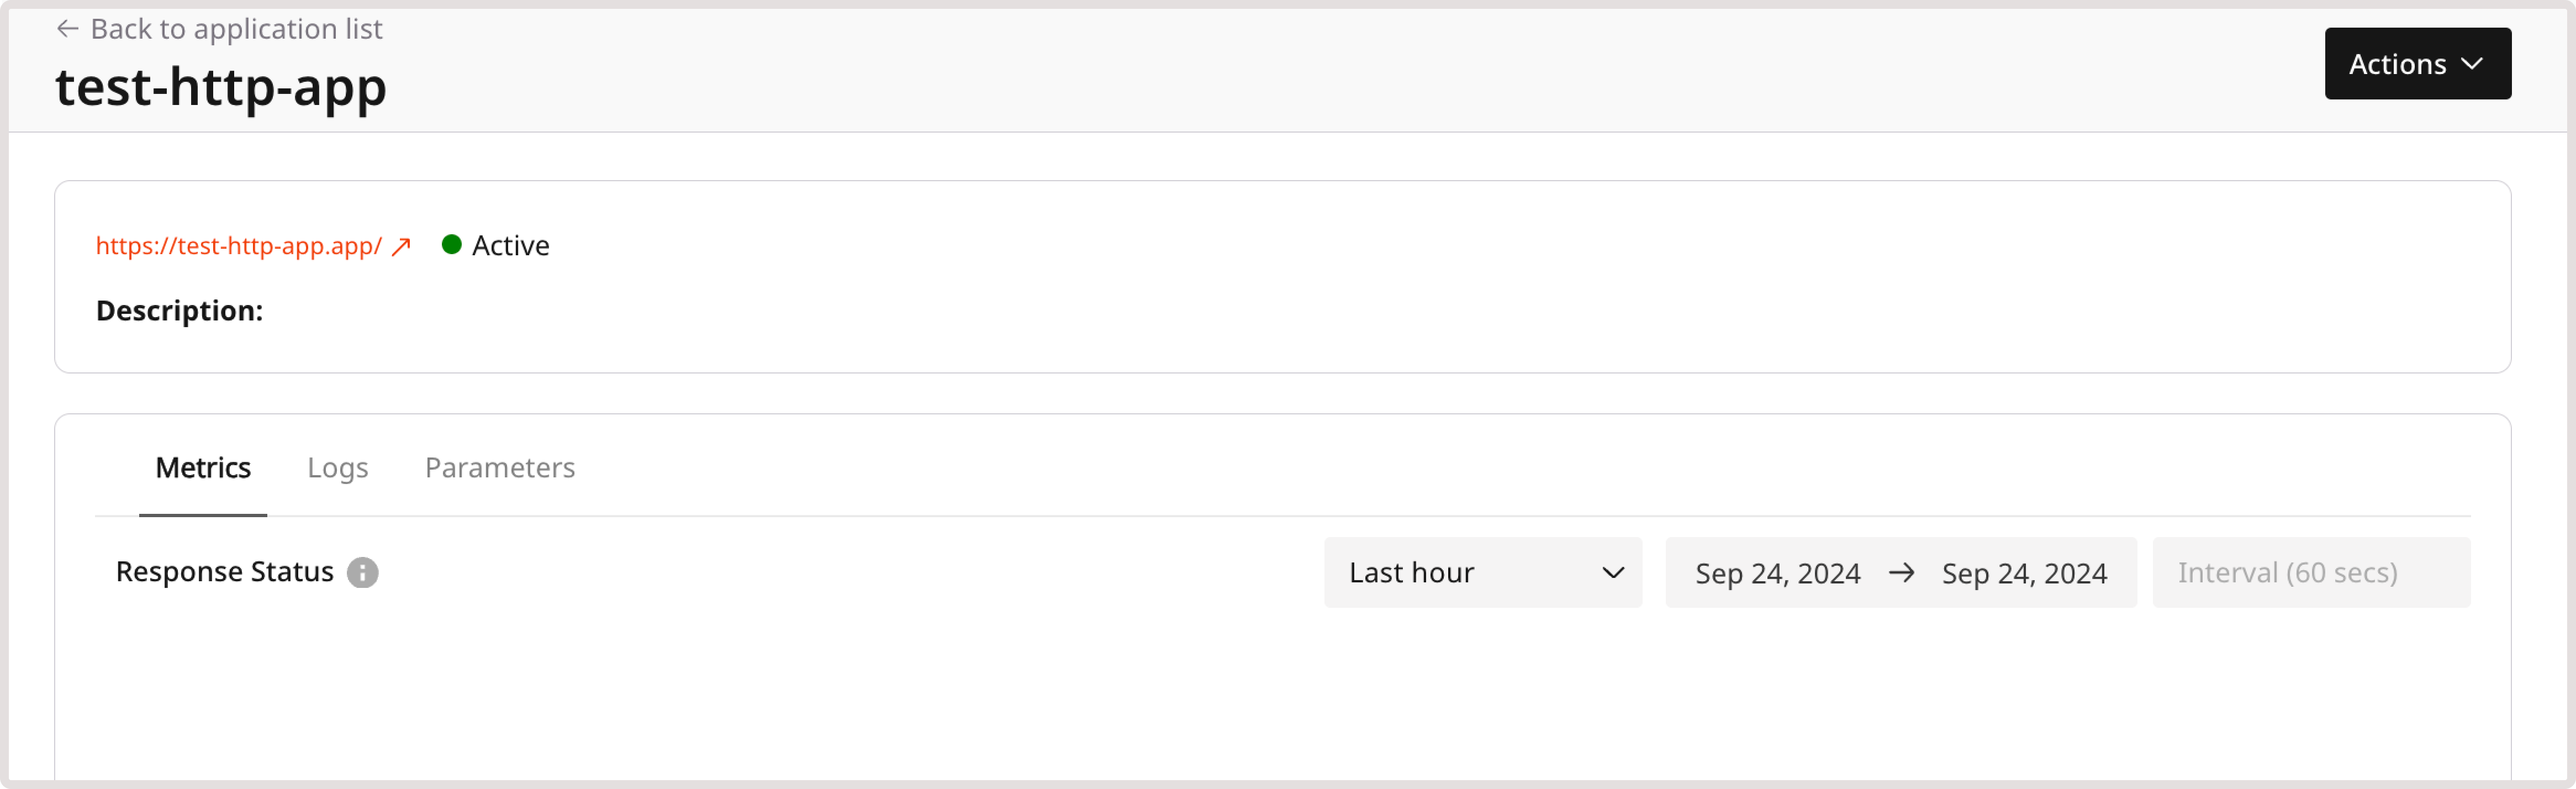 Back to application list
test-http-app
Actions
https://test-http-app.app/ Active
Description:
Metrics Logs Parameters
Response Status Last hour Sep 24, 2024 → Sep 24, 2024 Interval (60 secs)